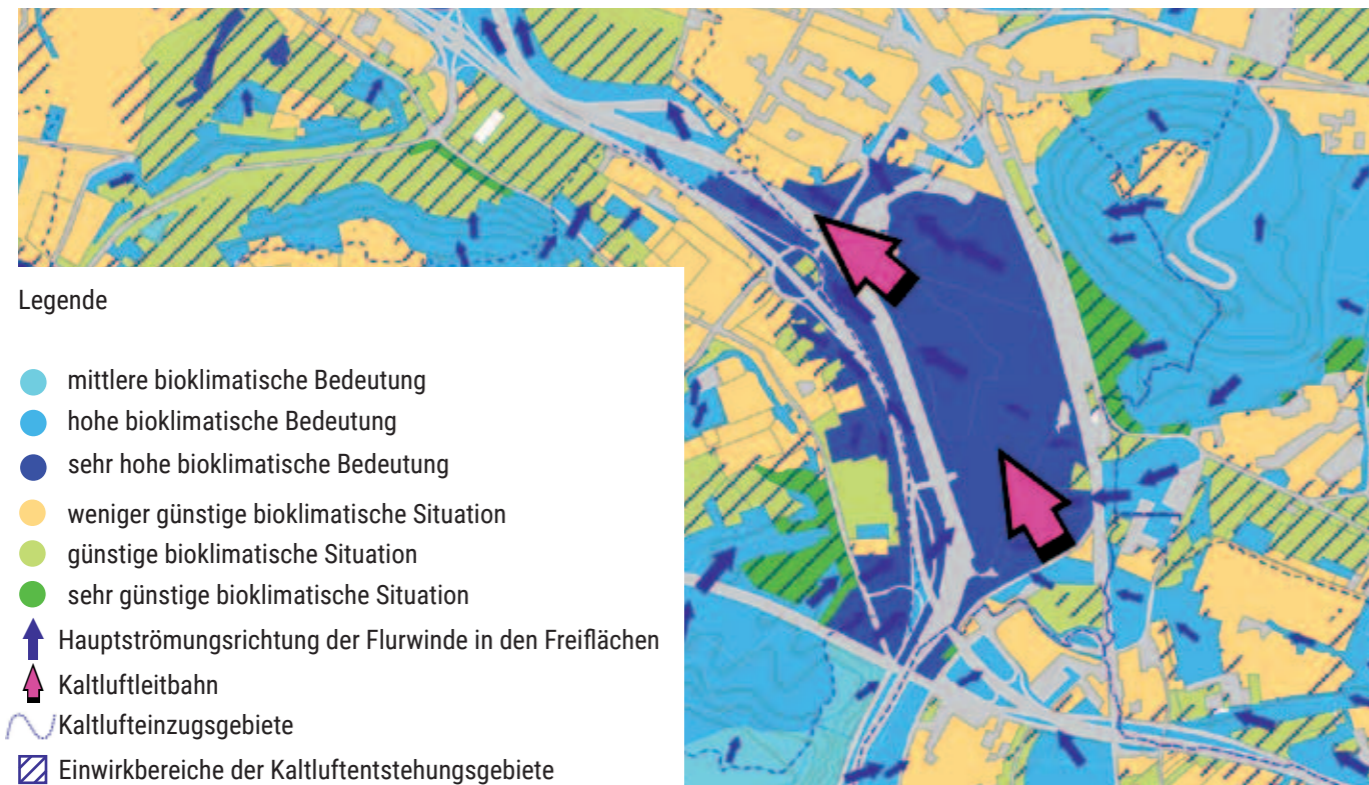 Legende
mittlere bioklimatische Bedeutung
hohe bioklimatische Bedeutung
sehr hohe bioklimatische Bedeutung
weniger günstige bioklimatische Situation
günstige bioklimatische Situation
sehr günstige bioklimatische Situation
Hauptströmungsrichtung der Flurwinde in den Freiflächen
Kaltluftleitbahn
Kaltlufteinzugsgebiete
Einwirkbereiche der Kaltluftentstehungsgebiete